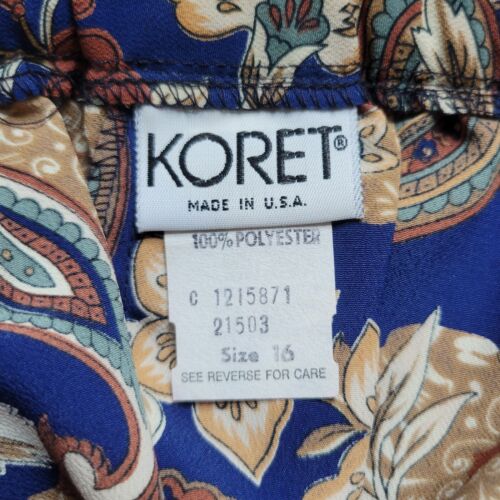 KORET®
MADE IN U.S.A.
100% POLYESTER
C 1215871
21503
Size 16
SEE REVERSE FOR CARE